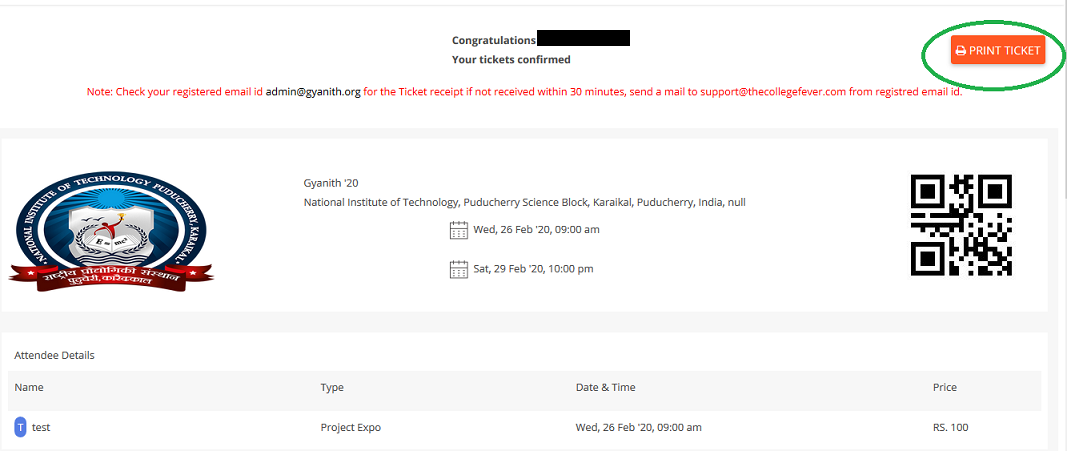 Congratulations
Your tickets confirmed
PRINT TICKET
Note: Check your registered email id admin@gyanith.org for the Ticket receipt if not received within 30 minutes, send a mail to support@thecollegefever.com from registred email id.
NATIONAL INSTITUTE OF TECHNOLOGY PUDUCHERRY, KARAIKAL
E=mc²
राष्ट्रीय प्रौद्योगिकी संस्थान
पुदुचेरी, कारैकाल
Gyanith '20
National Institute of Technology, Puducherry Science Block, Karaikal, Puducherry, India, null
Wed, 26 Feb '20, 09:00 am
Sat, 29 Feb '20, 10:00 pm
Attendee Details
Name Type Date & Time Price
T test Project Expo Wed, 26 Feb '20, 09:00 am RS. 100